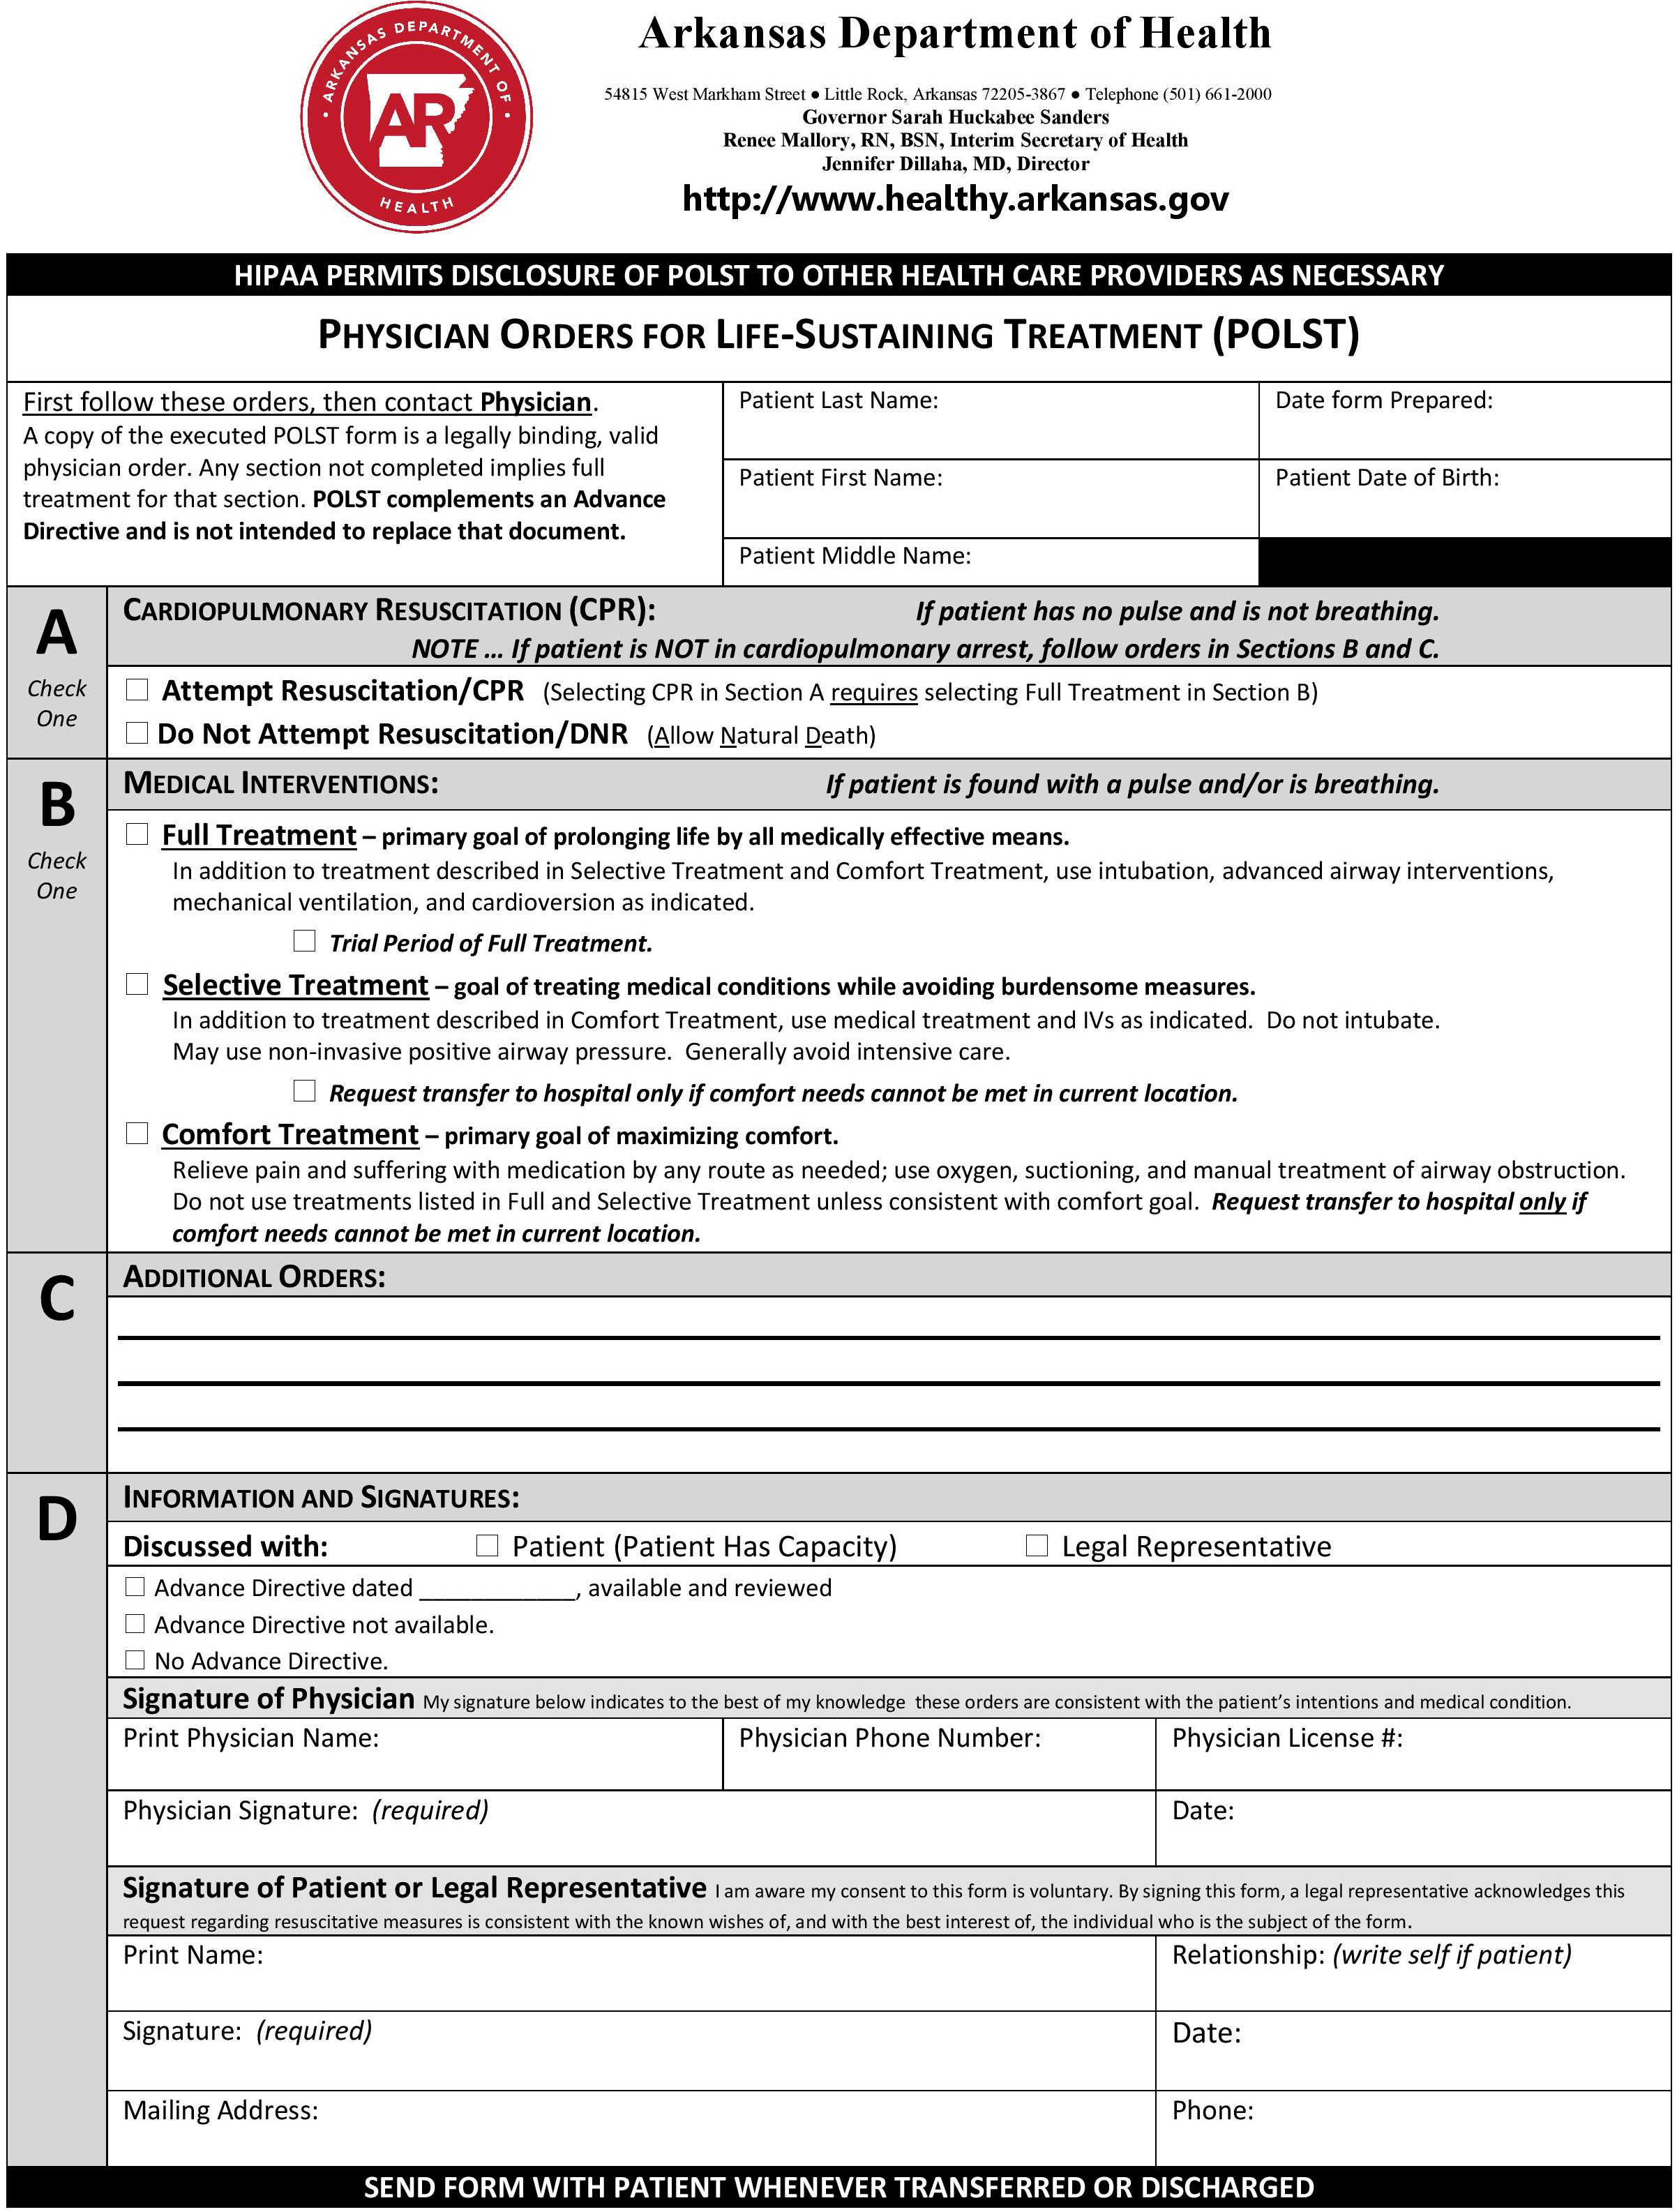 ARKANSAS DEPARTMENT OF
AR
HEALTH
Arkansas Department of Health
54815 West Markham Street ● Little Rock, Arkansas 72205-3867 ● Telephone (501) 661-2000
Governor Sarah Huckabee Sanders
Renee Mallory, RN, BSN, Interim Secretary of Health
Jennifer Dillaha, MD, Director
http://www.healthy.arkansas.gov
HIPAA PERMITS DISCLOSURE OF POLST TO OTHER HEALTH CARE PROVIDERS AS NECESSARY
PHYSICIAN ORDERS FOR LIFE-SUSTAINING TREATMENT (POLST)
First follow these orders, then contact Physician.
A copy of the executed POLST form is a legally binding, valid
physician order. Any section not completed implies full
treatment for that section. POLST complements an Advance
Directive and is not intended to replace that document.
Patient Last Name:
Date form Prepared:
Patient First Name:
Patient Date of Birth:
Patient Middle Name:
A
Check
One
CARDIOPULMONARY RESUSCITATION (CPR): If patient has no pulse and is not breathing.
NOTE … If patient is NOT in cardiopulmonary arrest, follow orders in Sections B and C.
☐ Attempt Resuscitation/CPR (Selecting CPR in Section A requires selecting Full Treatment in Section B)
☐ Do Not Attempt Resuscitation/DNR (Allow Natural Death)
B
Check
One
MEDICAL INTERVENTIONS: If patient is found with a pulse and/or is breathing.
☐ Full Treatment – primary goal of prolonging life by all medically effective means.
In addition to treatment described in Selective Treatment and Comfort Treatment, use intubation, advanced airway interventions,
mechanical ventilation, and cardioversion as indicated.
☐ Trial Period of Full Treatment.
☐ Selective Treatment – goal of treating medical conditions while avoiding burdensome measures.
In addition to treatment described in Comfort Treatment, use medical treatment and IVs as indicated. Do not intubate.
May use non-invasive positive airway pressure. Generally avoid intensive care.
☐ Request transfer to hospital only if comfort needs cannot be met in current location.
☐ Comfort Treatment – primary goal of maximizing comfort.
Relieve pain and suffering with medication by any route as needed; use oxygen, suctioning, and manual treatment of airway obstruction.
Do not use treatments listed in Full and Selective Treatment unless consistent with comfort goal. Request transfer to hospital only if
comfort needs cannot be met in current location.
C
ADDITIONAL ORDERS:
D
INFORMATION AND SIGNATURES:
Discussed with: ☐ Patient (Patient Has Capacity) ☐ Legal Representative
☐ Advance Directive dated ____________, available and reviewed
☐ Advance Directive not available.
☐ No Advance Directive.
Signature of Physician My signature below indicates to the best of my knowledge these orders are consistent with the patient's intentions and medical condition.
Print Physician Name:
Physician Phone Number:
Physician License #:
Physician Signature: (required)
Date:
Signature of Patient or Legal Representative I am aware my consent to this form is voluntary. By signing this form, a legal representative acknowledges this
request regarding resuscitative measures is consistent with the known wishes of, and with the best interest of, the individual who is the subject of the form.
Print Name:
Relationship: (write self if patient)
Signature: (required)
Date:
Mailing Address:
Phone:
SEND FORM WITH PATIENT WHENEVER TRANSFERRED OR DISCHARGED